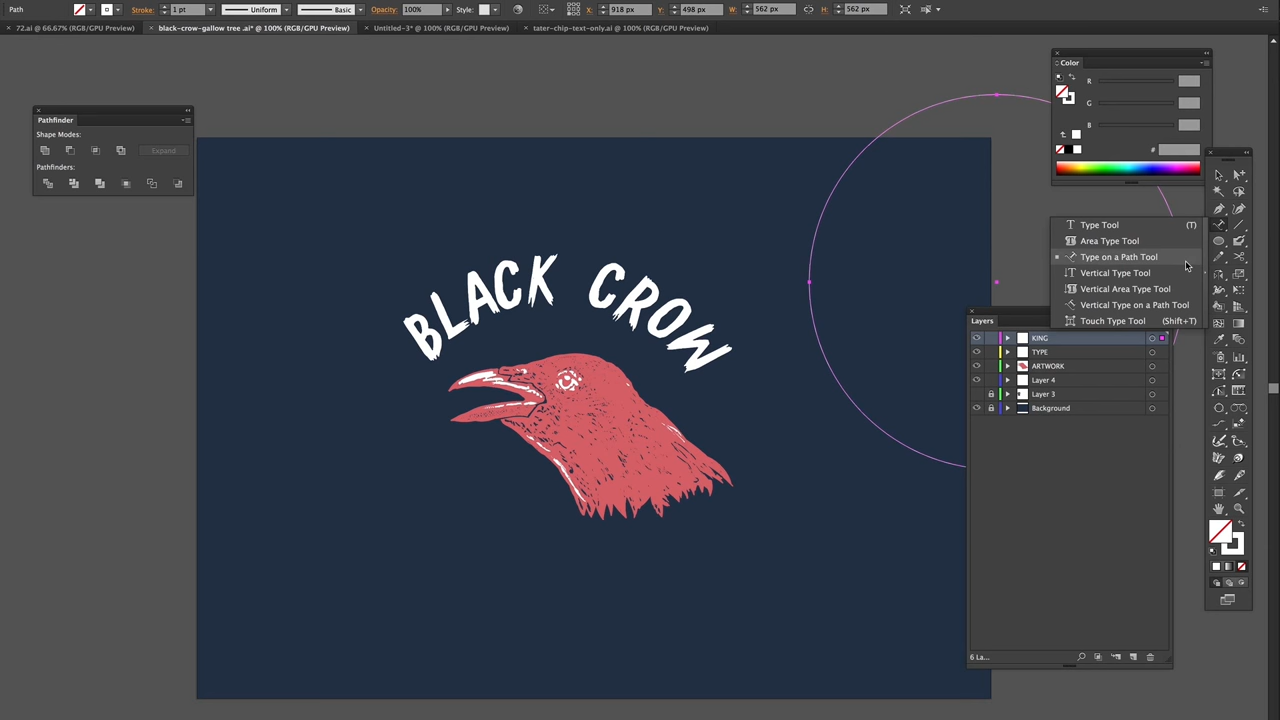 Path Stroke: 1 pt Uniform Basic Opacity: 100% Style: X: 918 px Y: 498 px W: 562 px H: 562 px
72.ai @ 66.67% (RGB/GPU Preview) black-crow-gallow tree .ai* @ 100% (RGB/GPU Preview) Untitled-3* @ 100% (RGB/GPU Preview) tater-chip-text-only.ai @ 100% (RGB/GPU Preview)
Color
R
G
B
#
Pathfinder
Shape Modes:
Expand
Pathfinders:
Type Tool (T)
Area Type Tool
Type on a Path Tool
Vertical Type Tool
Vertical Area Type Tool
Vertical Type on a Path Tool
Touch Type Tool (Shift+T)
BLACK CROW
Layers
KING
TYPE
ARTWORK
Layer 4
Layer 3
Background
6 La...